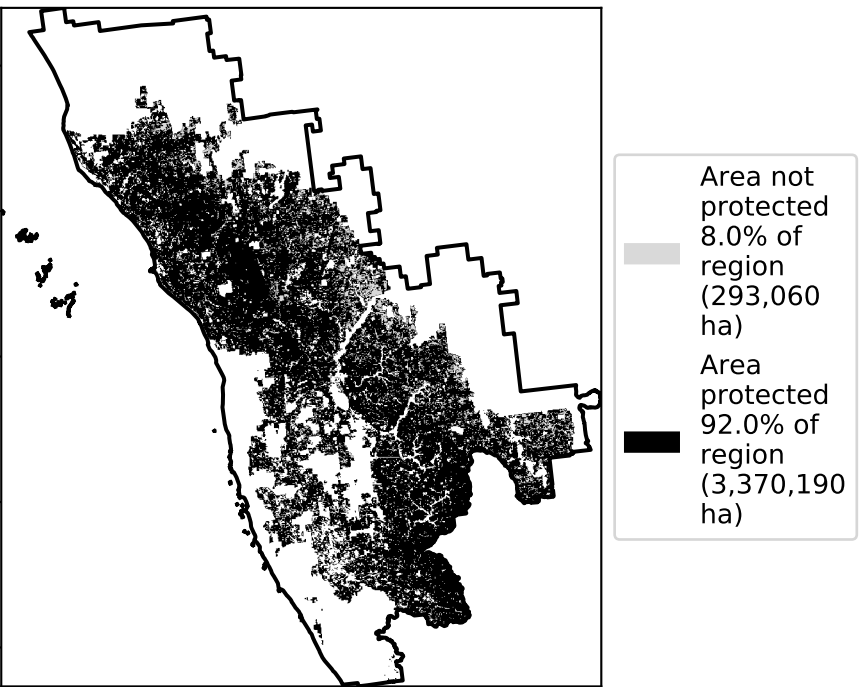 Area not
protected
8.0% of
region
(293,060
ha)
Area
protected
92.0% of
region
(3,370,190
ha)